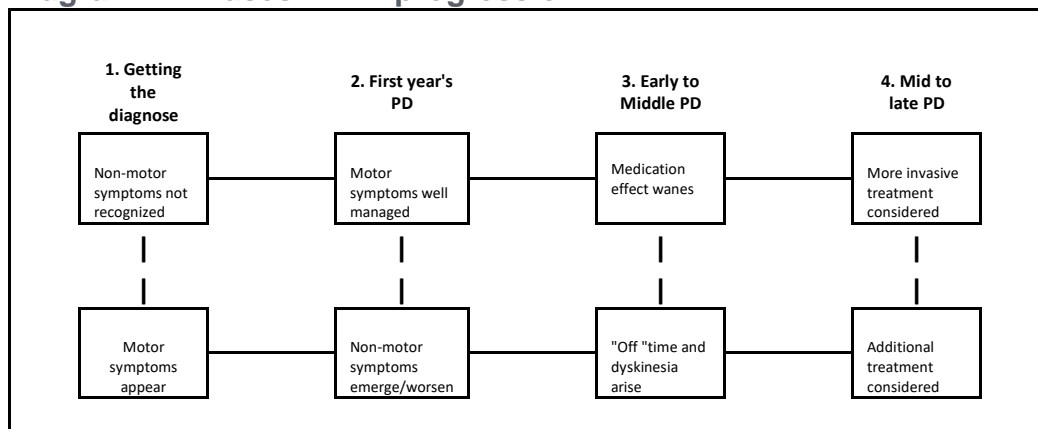 1. Getting
the
diagnose
2. First year's
PD
3. Early to
Middle PD
4. Mid to
late PD
Non-motor
symptoms not
recognized
Motor
symptoms well
managed
Medication
effect wanes
More invasive
treatment
considered
Motor
symptoms
appear
Non-motor
symptoms
emerge/worsen
"Off "time and
dyskinesia
arise
Additional
treatment
considered